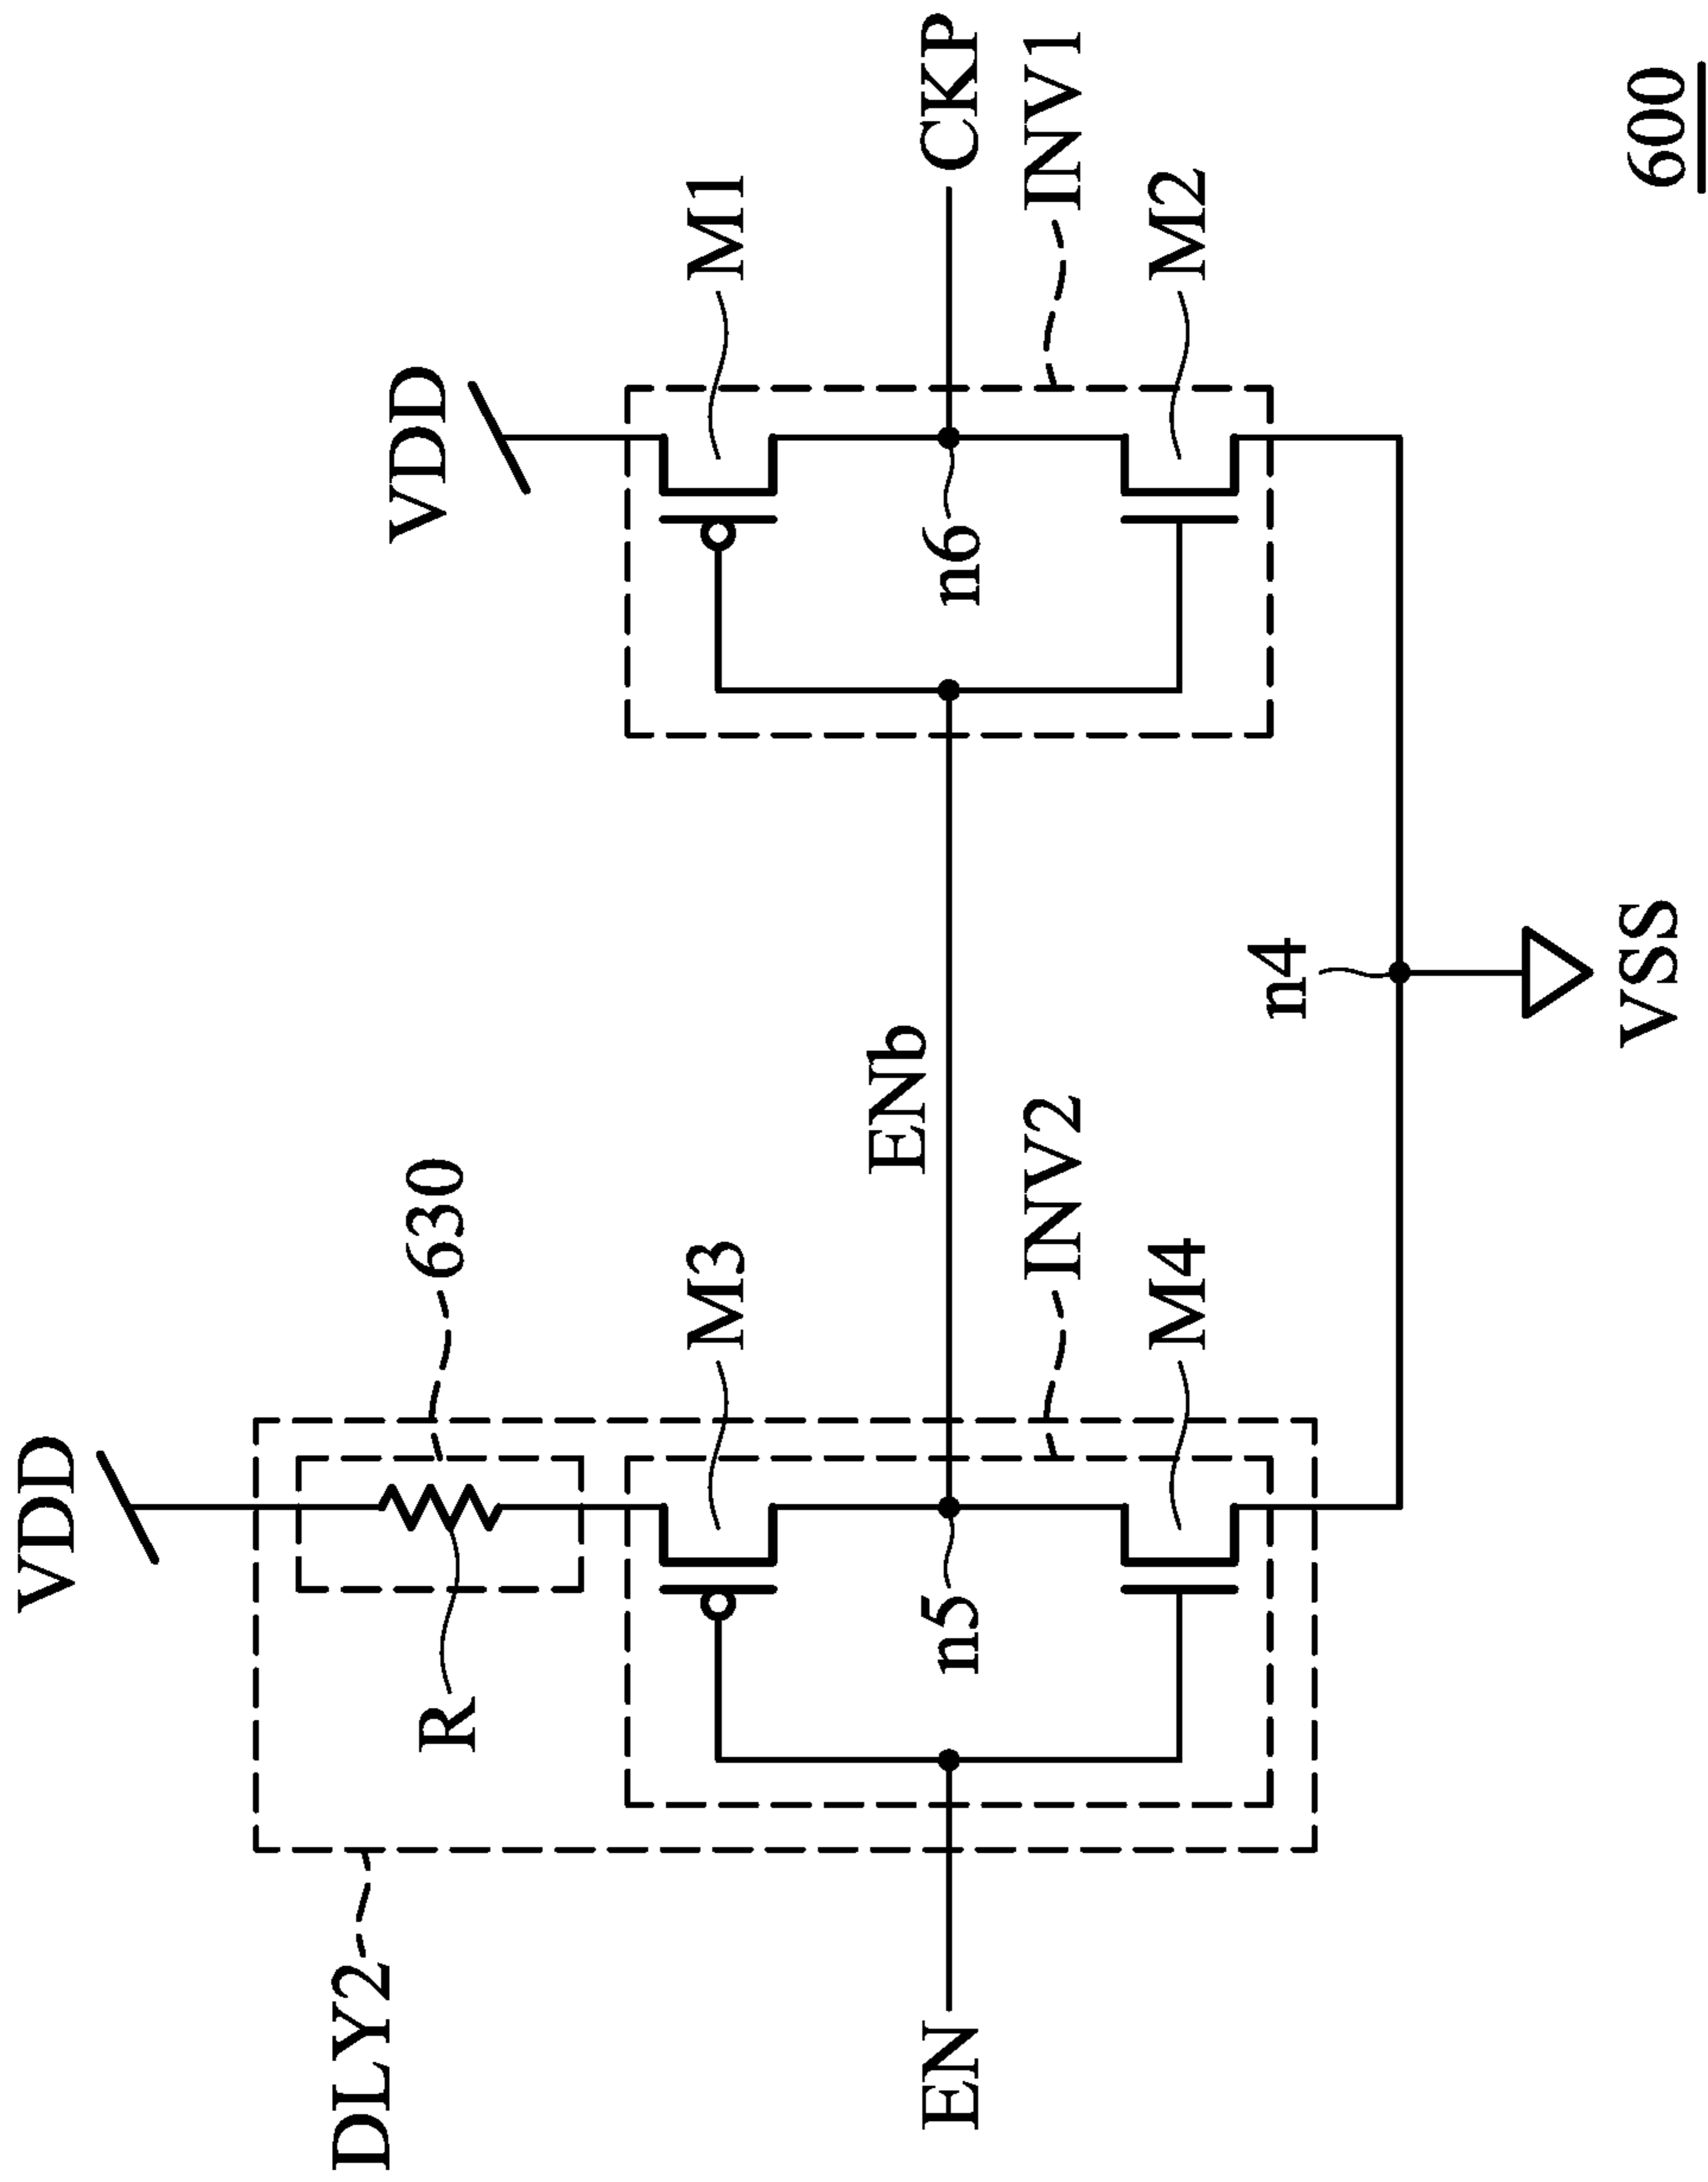 VDD
VDD
630
R
DLY2
M3
M1
ENb
EN
n5
n6
CKP
INV2
INV1
M4
M2
n4
VSS
600